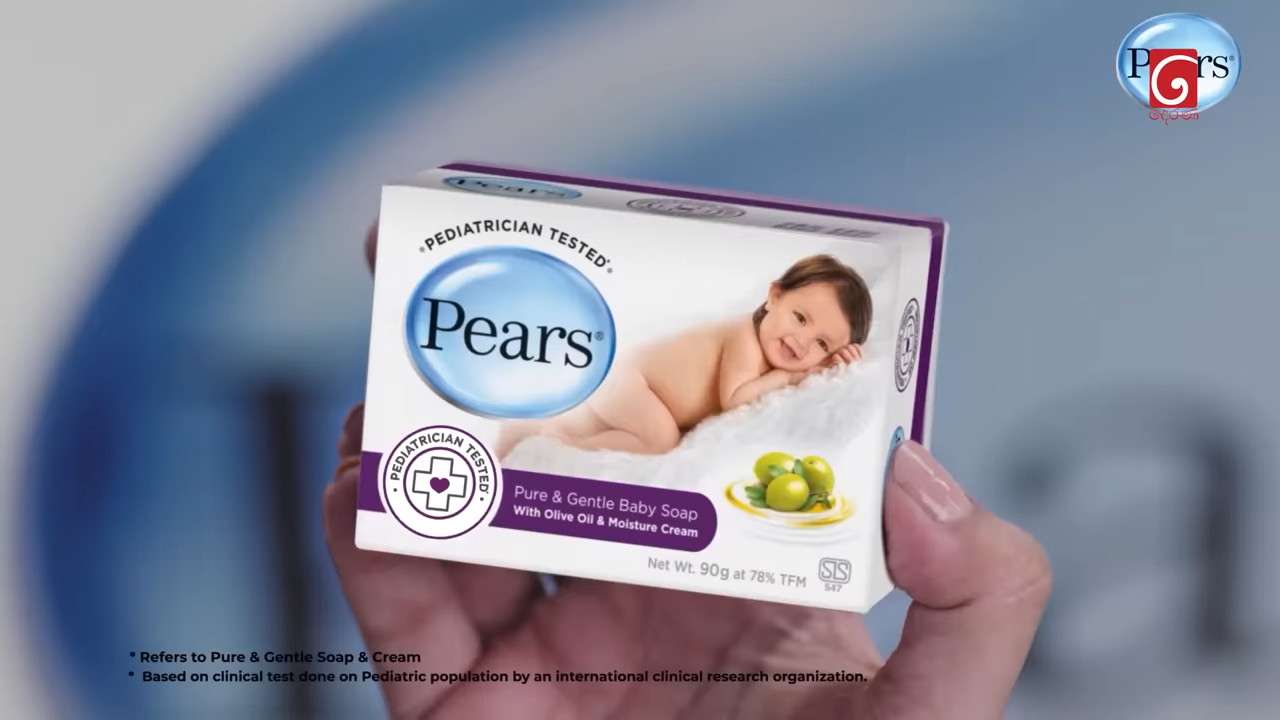 Pears®
දෙරණ
Pears
PEDIATRICIAN TESTED*
Pears®
PEDIATRICIAN TESTED*
Pure & Gentle Baby Soap
With Olive Oil & Moisture Cream
Net Wt. 90g at 78% TFM
SLS
547
* Refers to Pure & Gentle Soap & Cream
* Based on clinical test done on Pediatric population by an international clinical research organization.